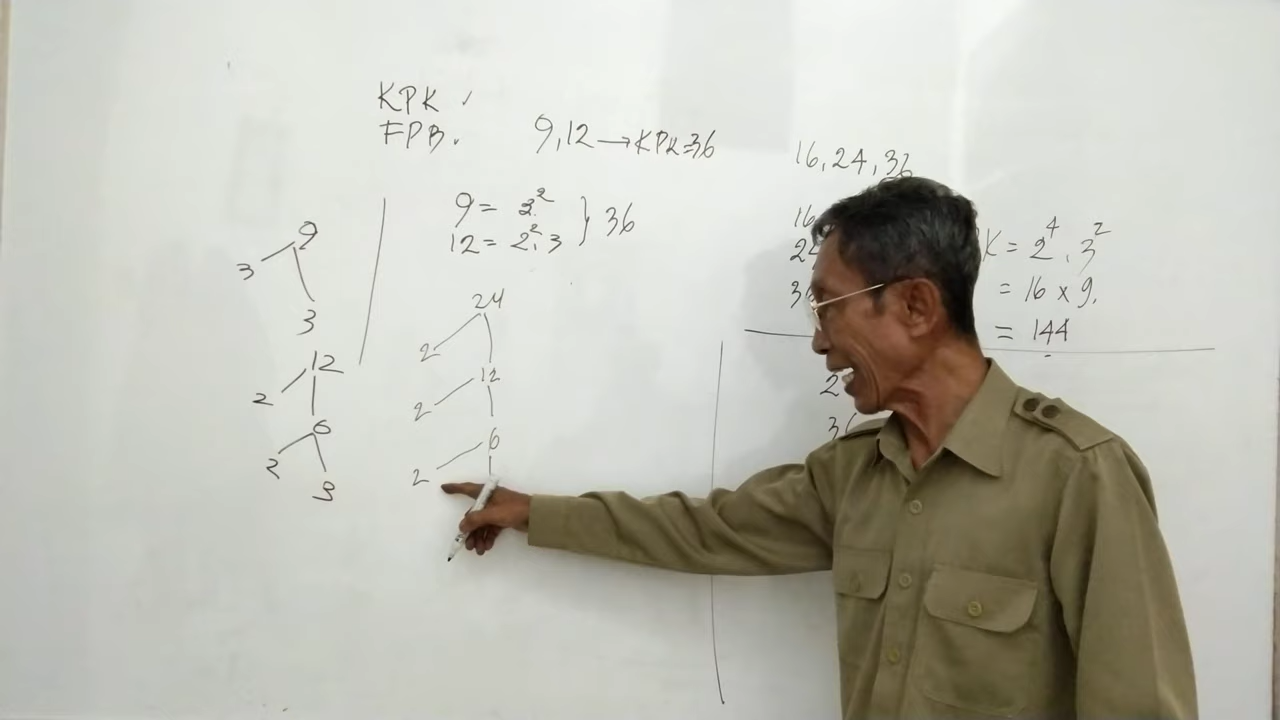 KPK
FPB.
9,12 → KPK = 36
9 = 3²
12 = 2².3 } 36
9
3
3
12
2
6
2
3
24
2
12
2
6
2
16, 24, 36
16
24
36
K = 2⁴ . 3²
= 16 x 9.
= 144
2
36